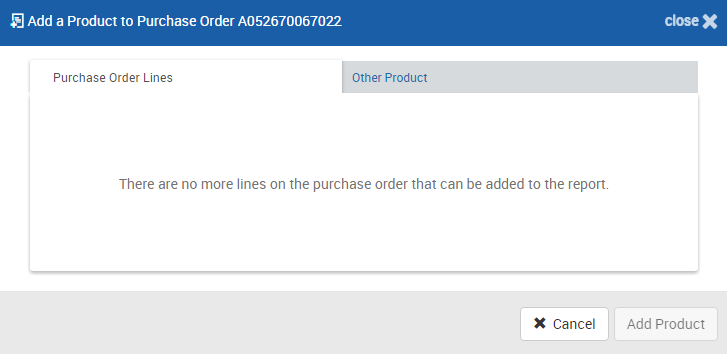 Add a Product to Purchase Order A052670067022
close
Purchase Order Lines
Other Product
There are no more lines on the purchase order that can be added to the report.
Cancel
Add Product